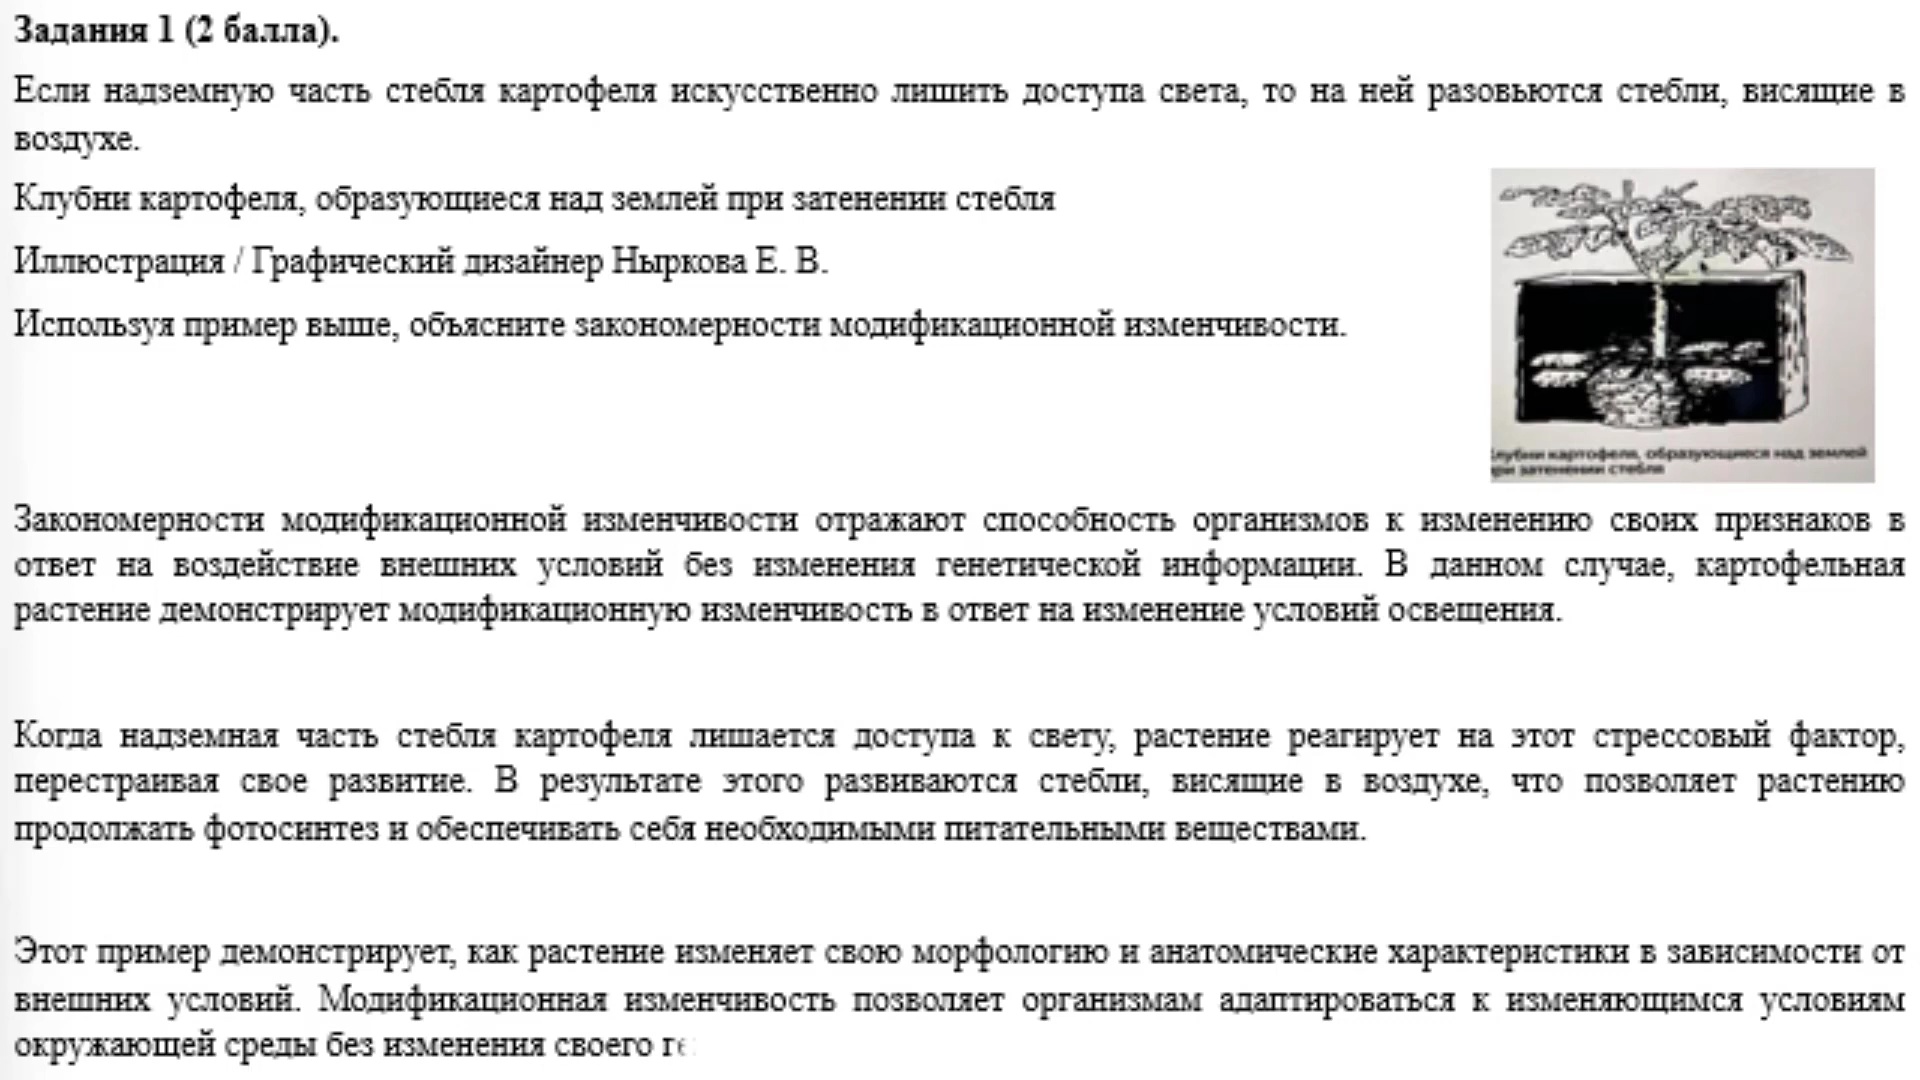 Задания 1 (2 балла).
Если надземную часть стебля картофеля искусственно лишить доступа света, то на ней разовьются стебли, висящие в
воздухе.
Клубни картофеля, образующиеся над землей при затенении стебля
Иллюстрация / Графический дизайнер Ныркова Е. В.
Используя пример выше, объясните закономерности модификационной изменчивости.
клубни картофеля, образующиеся над землей
при затенении стебля
Закономерности модификационной изменчивости отражают способность организмов к изменению своих признаков в
ответ на воздействие внешних условий без изменения генетической информации. В данном случае, картофельная
растение демонстрирует модификационную изменчивость в ответ на изменение условий освещения.
Когда надземная часть стебля картофеля лишается доступа к свету, растение реагирует на этот стрессовый фактор,
перестраивая свое развитие. В результате этого развиваются стебли, висящие в воздухе, что позволяет растению
продолжать фотосинтез и обеспечивать себя необходимыми питательными веществами.
Этот пример демонстрирует, как растение изменяет свою морфологию и анатомические характеристики в зависимости от
внешних условий. Модификационная изменчивость позволяет организмам адаптироваться к изменяющимся условиям
окружающей среды без изменения своего ге